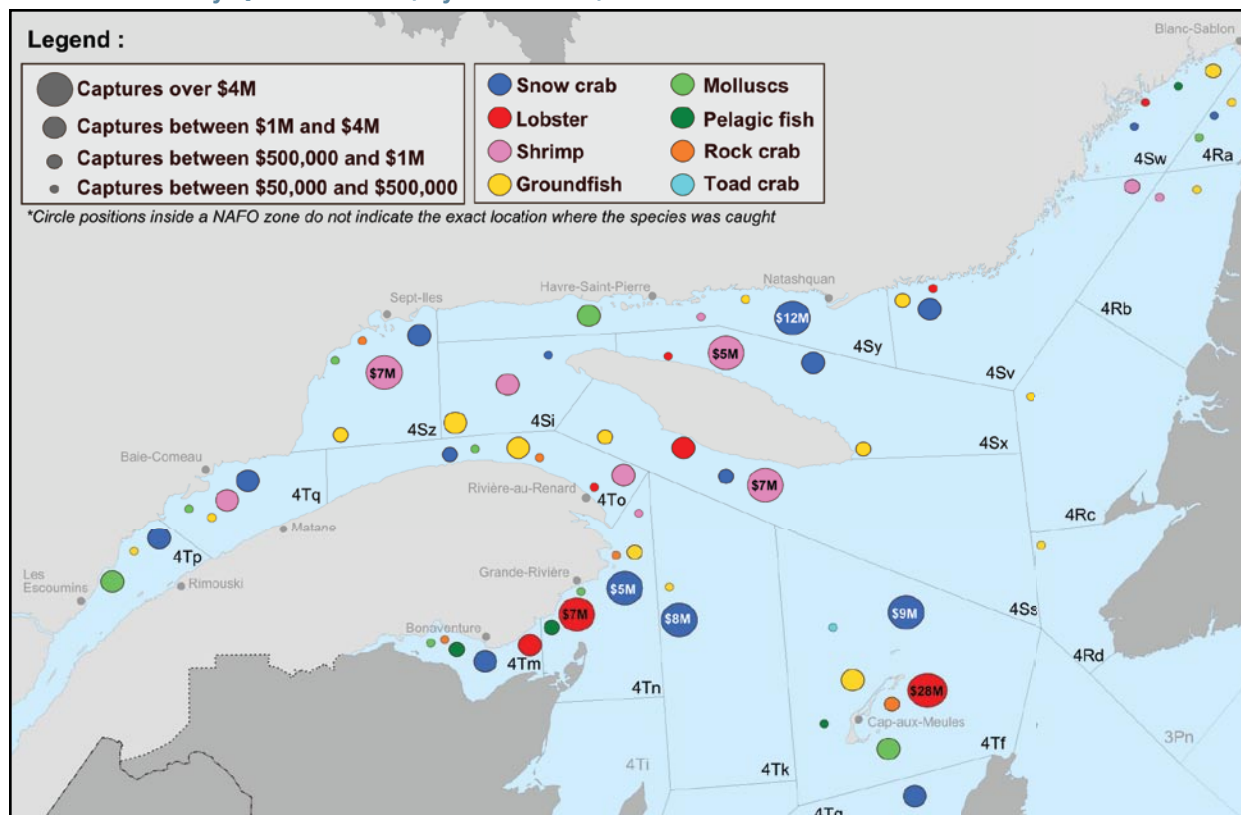 Legend :
Captures over $4M
Captures between $1M and $4M
Captures between $500,000 and $1M
Captures between $50,000 and $500,000
Snow crab
Lobster
Shrimp
Groundfish
Molluscs
Pelagic fish
Rock crab
Toad crab
*Circle positions inside a NAFO zone do not indicate the exact location where the species was caught
Blanc-Sablon
4Sw
4Ra
Havre-Saint-Pierre
Natashquan
Sept-Iles
$12M
4Rb
4Sy
$5M
$7M
4Sv
4Sz
4Si
4Sx
Baie-Comeau
4Tq
Rivière-au-Renard
4To
$7M
4Rc
Matane
4Tp
Les
Escoumins
Rimouski
Grande-Rivière
$5M
$7M
$8M
$9M
4Ss
Bonaventure
4Tm
4Rd
4Tn
$28M
Cap-aux-Meules
4Tf
3Pn
4Ti
4Tk